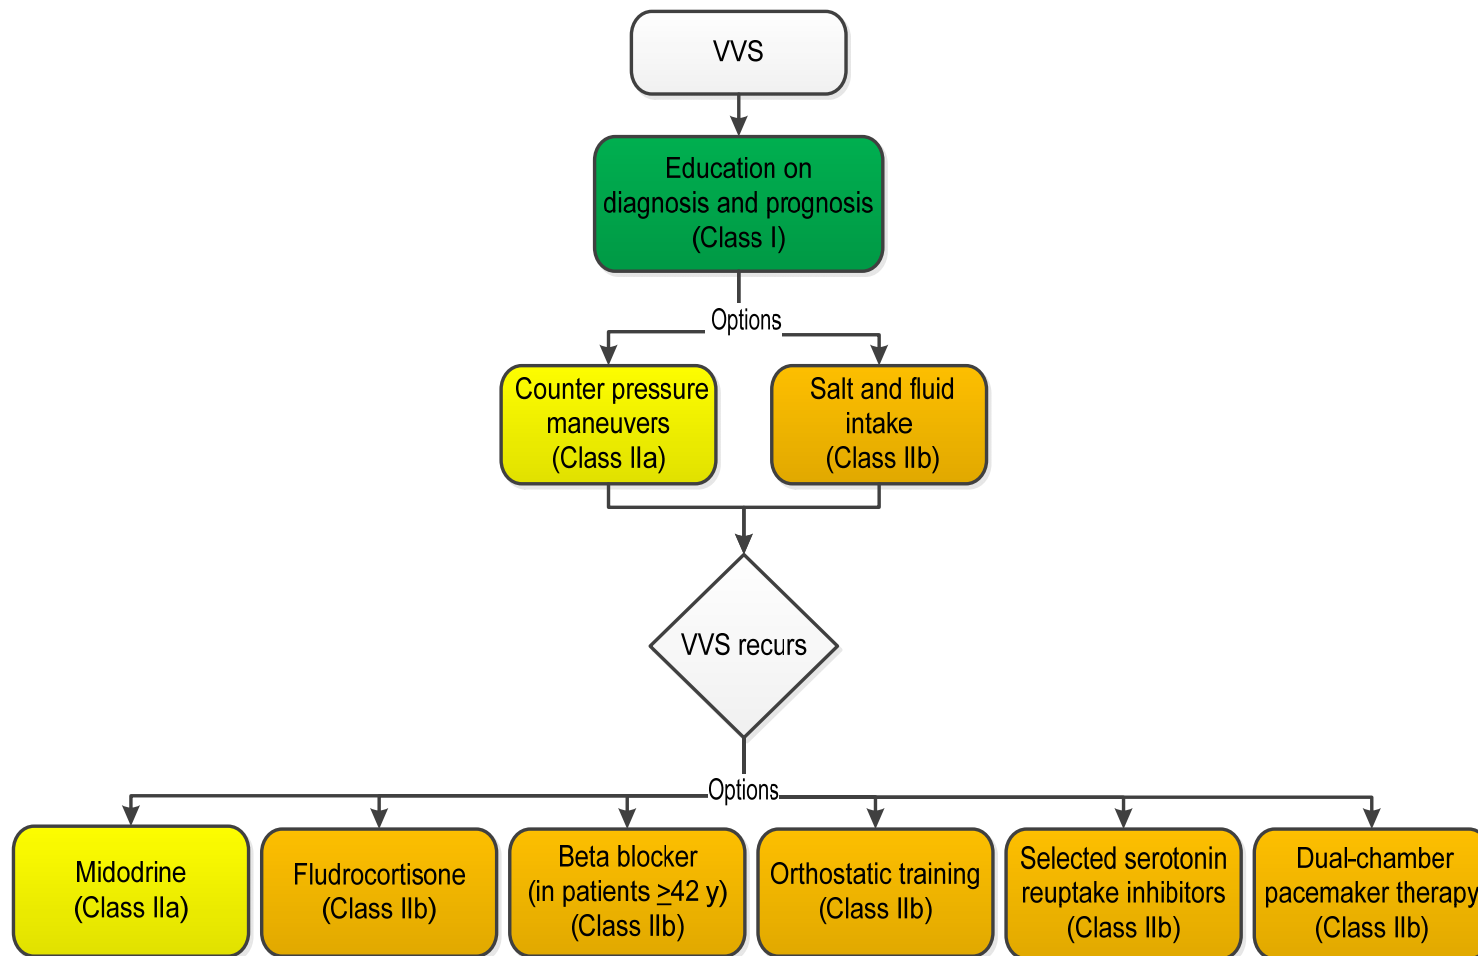 VVS
Education on
diagnosis and prognosis
(Class I)
Options
Counter pressure
maneuvers
(Class IIa)
Salt and fluid
intake
(Class IIb)
VVS recurs
Options
Midodrine
(Class IIa)
Fludrocortisone
(Class IIb)
Beta blocker
(in patients ≥42 y)
(Class IIb)
Orthostatic training
(Class IIb)
Selected serotonin
reuptake inhibitors
(Class IIb)
Dual-chamber
pacemaker therapy
(Class IIb)